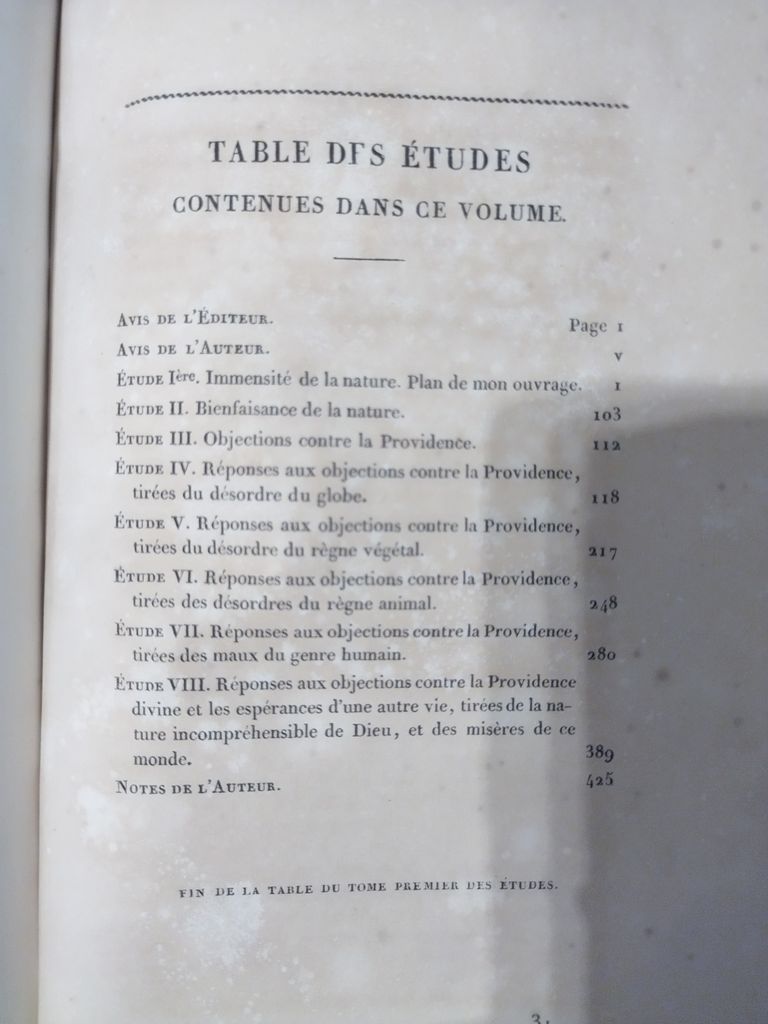 TABLE DES ÉTUDES
CONTENUES DANS CE VOLUME.
AVIS DE L'ÉDITEUR. Page I
AVIS DE L'AUTEUR. V
ÉTUDE Ière. Immensité de la nature. Plan de mon ouvrage. 1
ÉTUDE II. Bienfaisance de la nature. 103
ÉTUDE III. Objections contre la Providence. 112
ÉTUDE IV. Réponses aux objections contre la Providence,
tirées du désordre du globe. 118
ÉTUDE V. Réponses aux objections contre la Providence,
tirées du désordre du règne végétal. 217
ÉTUDE VI. Réponses aux objections contre la Providence,
tirées des désordres du règne animal. 248
ÉTUDE VII. Réponses aux objections contre la Providence,
tirées des maux du genre humain. 280
ÉTUDE VIII. Réponses aux objections contre la Providence
divine et les espérances d'une autre vie, tirées de la na-
ture incompréhensible de Dieu, et des misères de ce
monde. 389
NOTES DE L'AUTEUR. 425
FIN DE LA TABLE DU TOME PREMIER DES ÉTUDES.